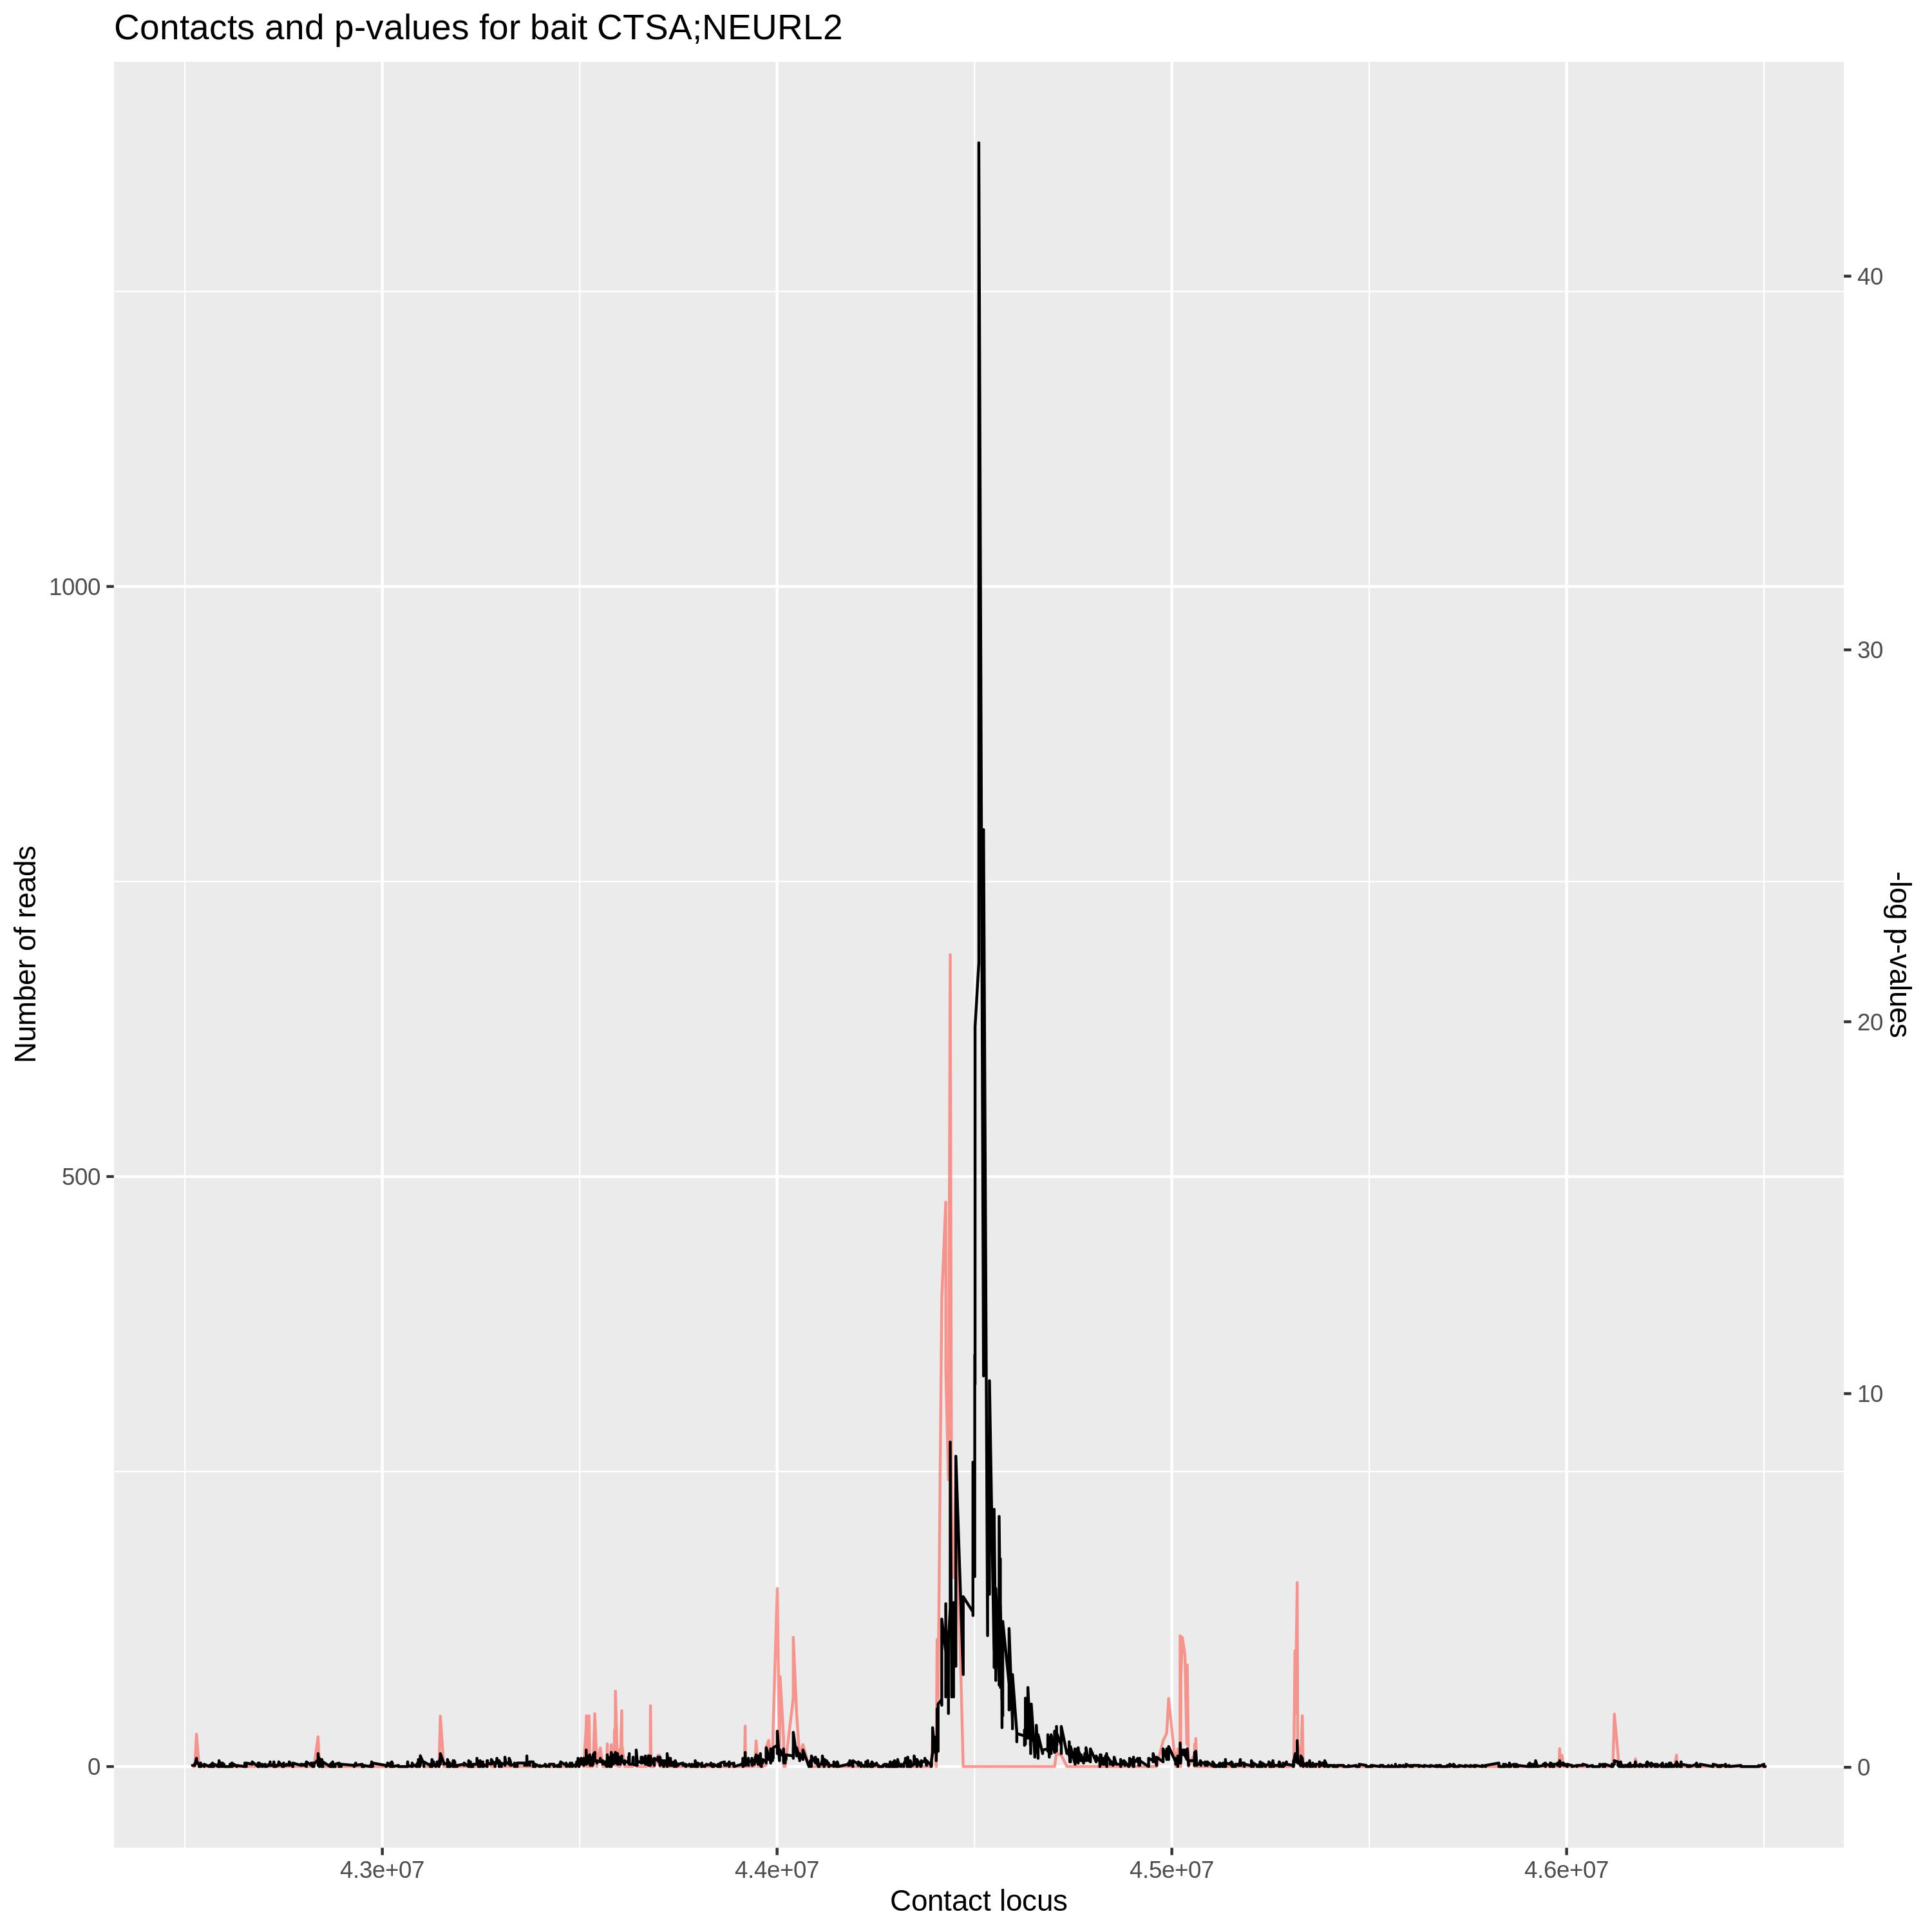 Contacts and p-values for bait CTSA;NEURL2
Number of reads
1000
500
0
40
30
20
10
0
-log p-values
4.3e+07
4.4e+07
4.5e+07
4.6e+07
Contact locus